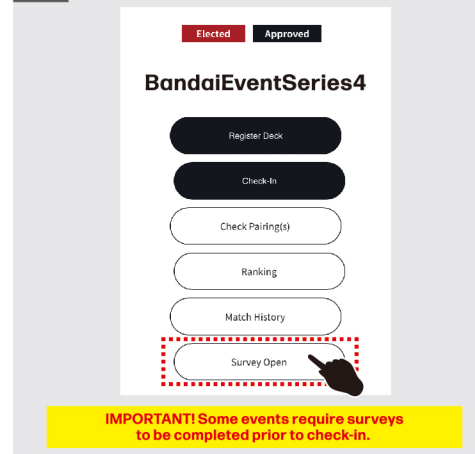 Elected Approved
BandaiEventSeries4
Register Deck
Check-In
Check Pairing(s)
Ranking
Match History
Survey Open
IMPORTANT! Some events require surveys
to be completed prior to check-in.